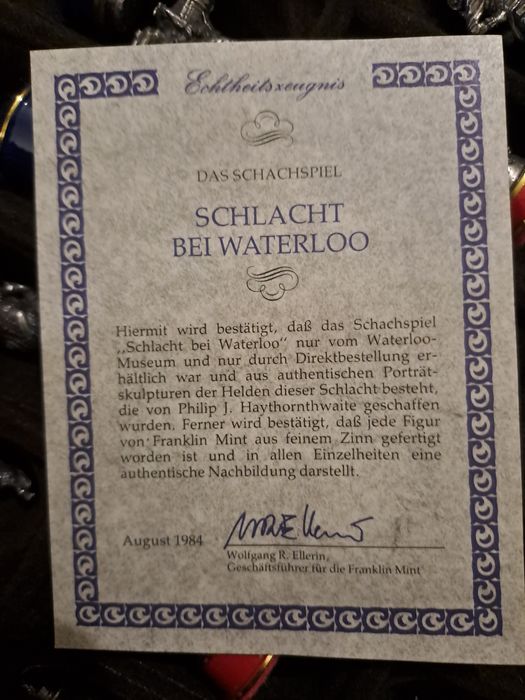 Echtheitszeugnis
DAS SCHACHSPIEL
SCHLACHT
BEI WATERLOO
Hiermit wird bestätigt, daß das Schachspiel
„Schlacht bei Waterloo" nur vom Waterloo-
Museum und nur durch Direktbestellung er-
hältlich war und aus authentischen Porträt-
skulpturen der Helden dieser Schlacht besteht,
die von Philip J. Haythornthwaite geschaffen
wurden. Ferner wird bestätigt, daß jede Figur
von Franklin Mint aus feinem Zinn gefertigt
worden ist und in allen Einzelheiten eine
authentische Nachbildung darstellt.
August 1984
Wolfgang R. Ellerin,
Geschäftsführer für die Franklin Mint